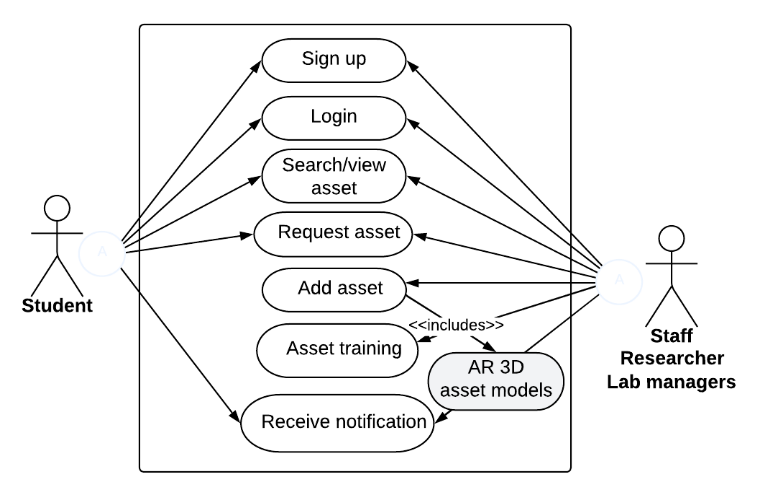 Sign up
Login
Search/view
asset
Request asset
Add asset
<<includes>>
Asset training
AR 3D
asset models
Receive notification
A
Student
A
Staff
Researcher
Lab managers